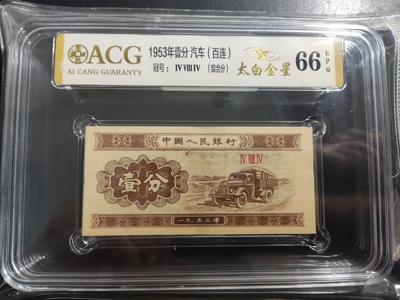 ACG
AI CANG GUARANTY
1953年壹分 汽车(百连)
冠号: IV VIII IV (综合分)
太白金星
66
EPQ
中國人民銀行
IV VIII IV
壹分
一九五三年